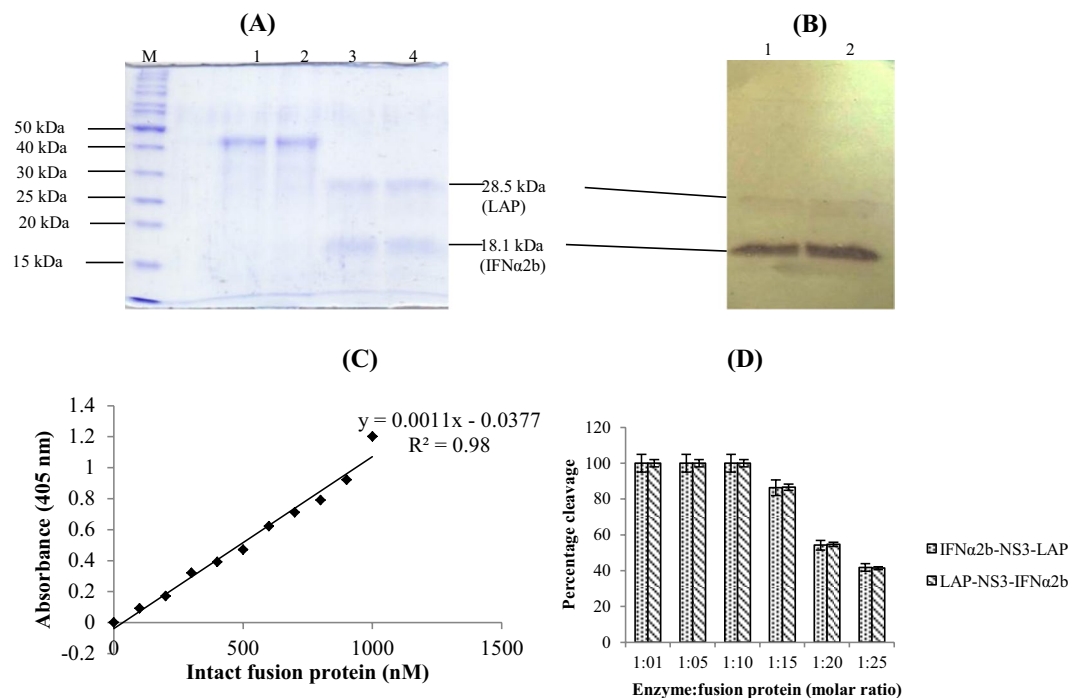 (A)
M 1 2 3 4
50 kDa
40 kDa
30 kDa
25 kDa
20 kDa
15 kDa
28.5 kDa
(LAP)
18.1 kDa
(IFNα2b)
(B)
1 2
(C)
1.4
1.2
1
0.8
0.6
0.4
0.2
0
-0.2
0 500 1000 1500
y = 0.0011x - 0.0377
R² = 0.98
Absorbance (405 nm)
Intact fusion protein (nM)
(D)
120
100
80
60
40
20
0
1:01 1:05 1:10 1:15 1:20 1:25
Percentage cleavage
Enzyme:fusion protein (molar ratio)
IFNα2b-NS3-LAP
LAP-NS3-IFNα2b